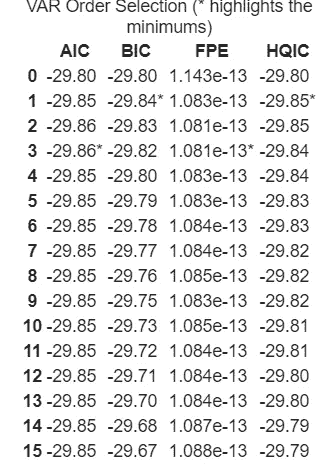 VAR Order Selection (* highlights the
minimums)
AIC BIC FPE HQIC
0 -29.80 -29.80 1.143e-13 -29.80
1 -29.85 -29.84* 1.083e-13 -29.85*
2 -29.86 -29.83 1.081e-13 -29.85
3 -29.86* -29.82 1.081e-13* -29.84
4 -29.85 -29.80 1.083e-13 -29.84
5 -29.85 -29.79 1.083e-13 -29.83
6 -29.85 -29.78 1.084e-13 -29.83
7 -29.85 -29.77 1.084e-13 -29.82
8 -29.85 -29.76 1.085e-13 -29.82
9 -29.85 -29.75 1.083e-13 -29.82
10 -29.85 -29.73 1.085e-13 -29.81
11 -29.85 -29.72 1.084e-13 -29.81
12 -29.85 -29.71 1.084e-13 -29.80
13 -29.85 -29.70 1.084e-13 -29.80
14 -29.85 -29.68 1.087e-13 -29.79
15 -29.85 -29.67 1.088e-13 -29.79